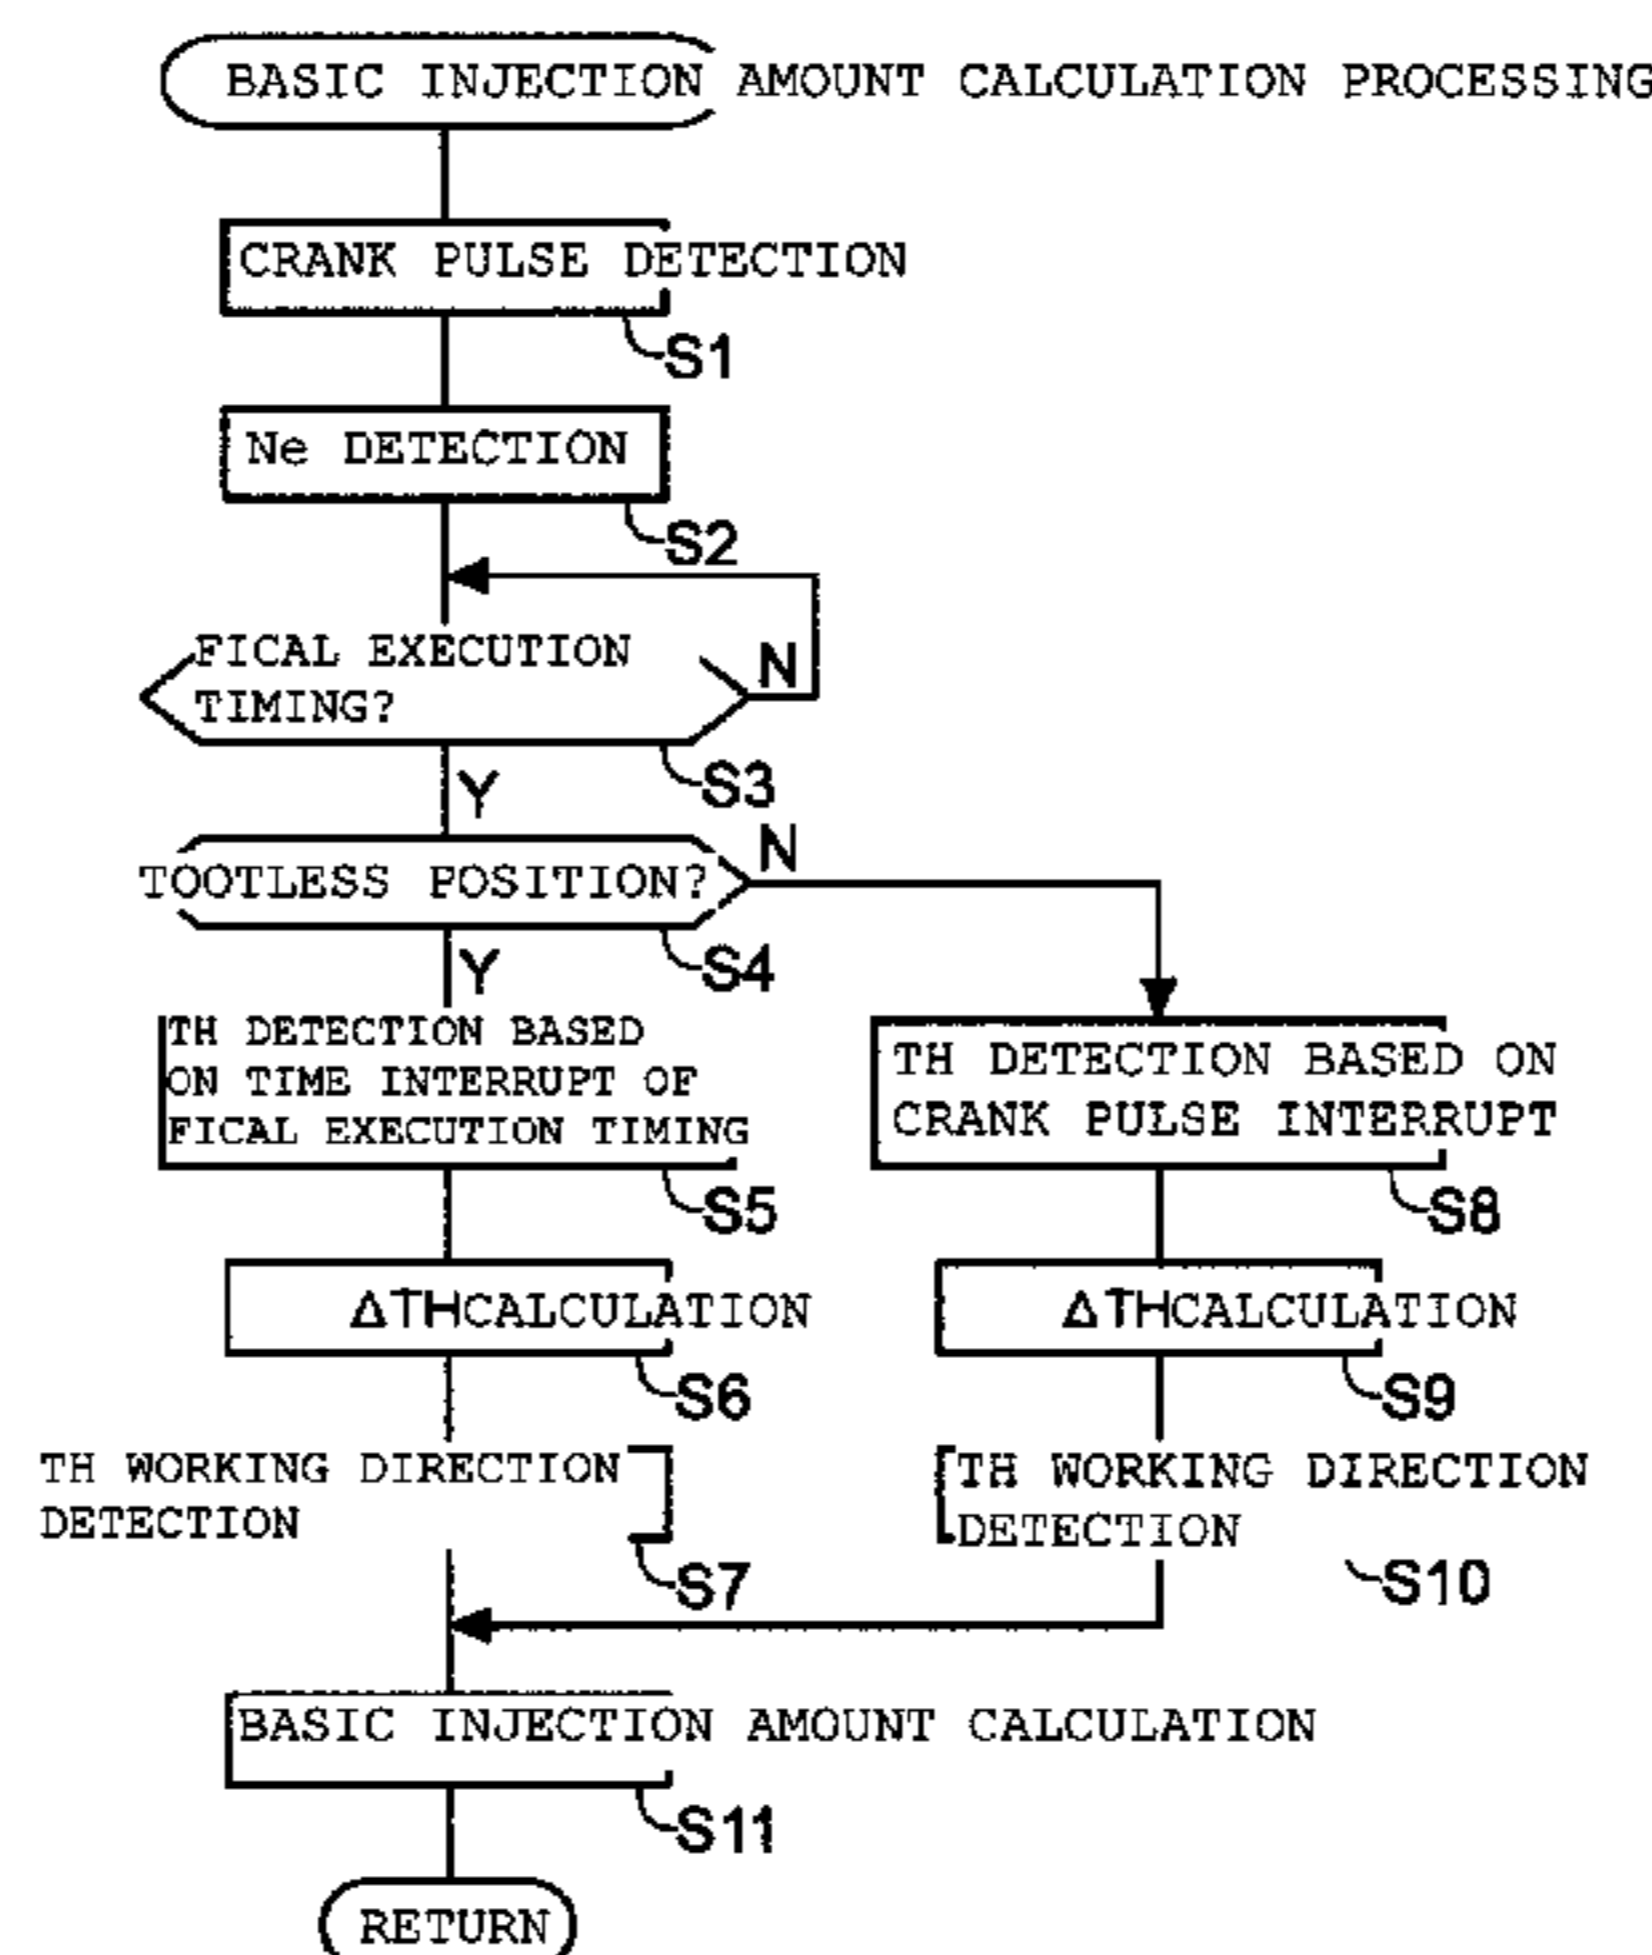 BASIC INJECTION AMOUNT CALCULATION PROCESSING
CRANK PULSE DETECTION
S1
Ne DETECTION
S2
FICAL EXECUTION
TIMING?
N
S3
Y
TOOTLESS POSITION?
N
S4
Y
TH DETECTION BASED
ON TIME INTERRUPT OF
FICAL EXECUTION TIMING
S5
TH DETECTION BASED ON
CRANK PULSE INTERRUPT
S8
ΔTHCALCULATION
S6
ΔTHCALCULATION
S9
TH WORKING DIRECTION
DETECTION
S7
TH WORKING DIRECTION
DETECTION
S10
BASIC INJECTION AMOUNT CALCULATION
S11
RETURN